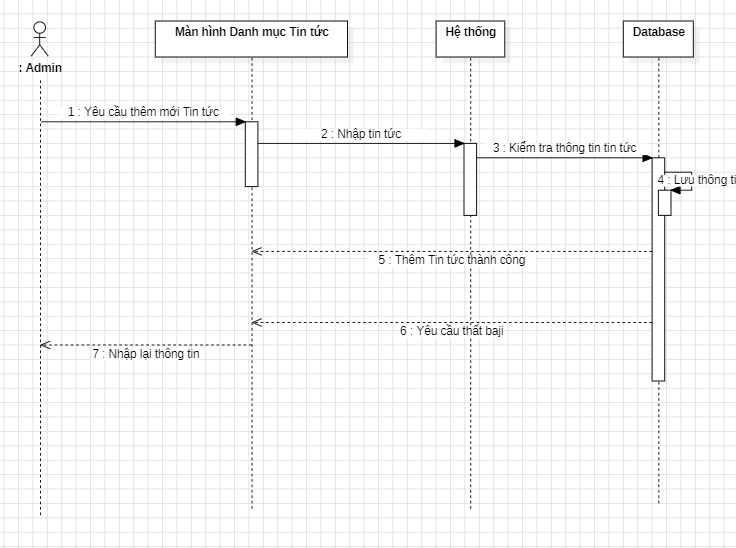 Màn hình Danh mục Tin tức
Hệ thống
Database
: Admin
1 : Yêu cầu thêm mới Tin tức
2 : Nhập tin tức
3 : Kiểm tra thông tin tin tức
4 : Lưu thông ti
5 : Thêm Tin tức thành công
6 : Yêu cầu thất baji
7 : Nhập lại thông tin